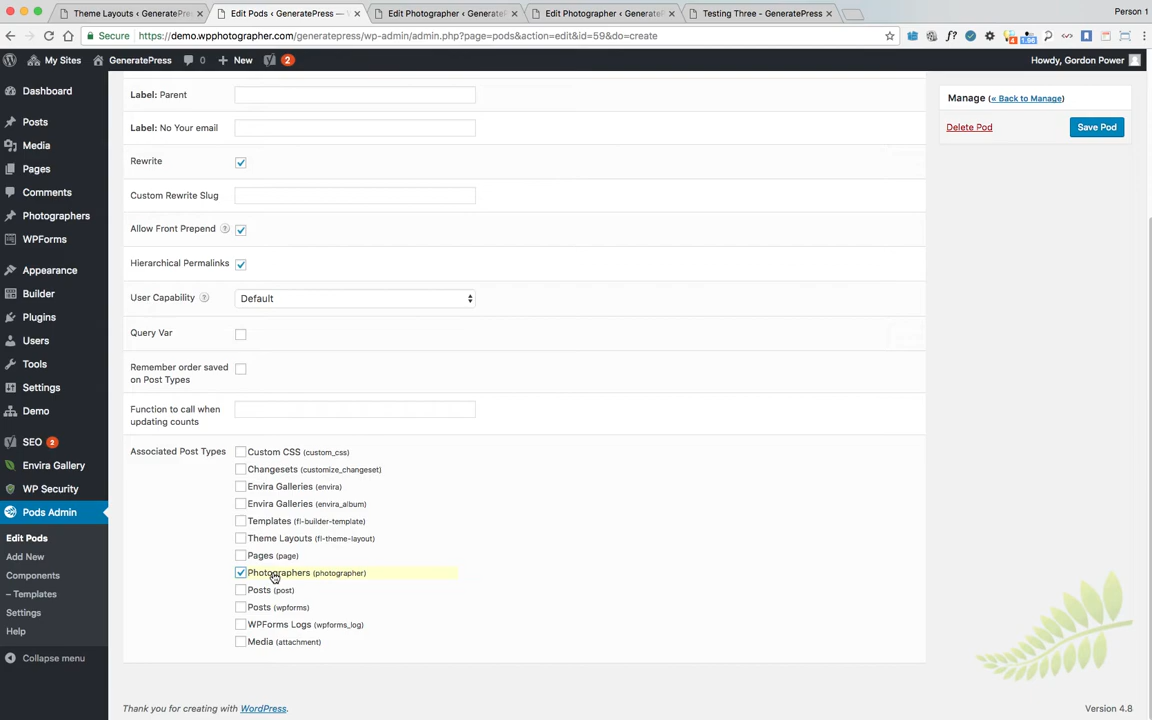 Theme Layouts ‹ GeneratePres
Edit Pods ‹ GeneratePress —
Edit Photographer ‹ Generate
Edit Photographer ‹ Generate
Testing Three - GeneratePress
Person 1
Secure
https://demo.wpphotographer.com/generatepress/wp-admin/admin.php?page=pods&action=edit&id=59&do=create
My Sites
GeneratePress
0
New
2
Howdy, Gordon Power
Dashboard
Posts
Media
Pages
Comments
Photographers
WPForms
Appearance
Builder
Plugins
Users
Tools
Settings
Demo
SEO 2
Envira Gallery
WP Security
Pods Admin
Edit Pods
Add New
Components
– Templates
Settings
Help
Collapse menu
Label: Parent
Label: No Your email
Rewrite
Custom Rewrite Slug
Allow Front Prepend ?
Hierarchical Permalinks
User Capability ? Default
Query Var
Remember order saved
on Post Types
Function to call when
updating counts
Associated Post Types
Custom CSS (custom_css)
Changesets (customize_changeset)
Envira Galleries (envira)
Envira Galleries (envira_album)
Templates (fl-builder-template)
Theme Layouts (fl-theme-layout)
Pages (page)
Photographers (photographer)
Posts (post)
Posts (wpforms)
WPForms Logs (wpforms_log)
Media (attachment)
Manage (« Back to Manage)
Delete Pod
Save Pod
Thank you for creating with WordPress.
Version 4.8